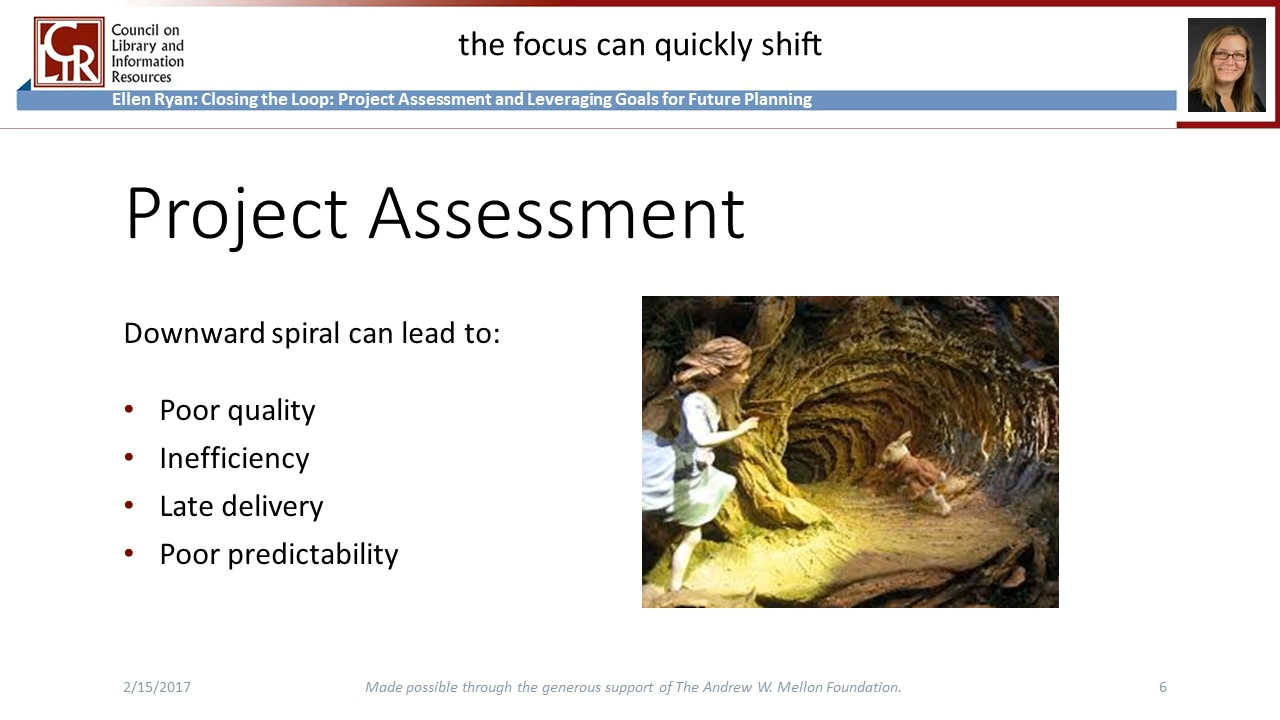 CLIR
Council on
Library and
Information
Resources
the focus can quickly shift
Ellen Ryan: Closing the Loop: Project Assessment and Leveraging Goals for Future Planning
Project Assessment
Downward spiral can lead to:
• Poor quality
• Inefficiency
• Late delivery
• Poor predictability
2/15/2017
Made possible through the generous support of The Andrew W. Mellon Foundation.
6